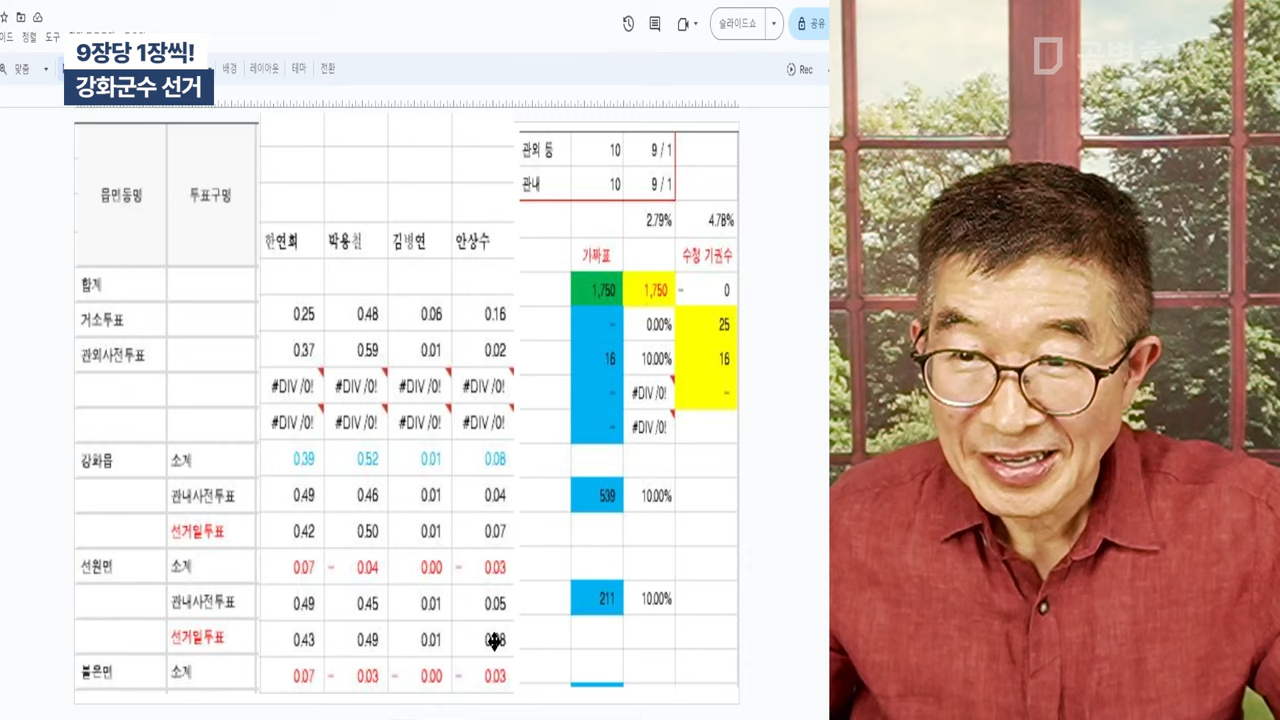 슬라이드쇼
공유
이드 정렬 도구
9장당 1장씩!
강화군수 선거
맞춤
배경 레이아웃 테마 전환
Rec
읍면동명 투표구명
한연희 박용철 김병연 안상수
합계
거소투표 0.25 0.48 0.06 0.16
관외사전투표 0.37 0.59 0.01 0.02
#DIV /0! #DIV /0! #DIV /0! #DIV /0!
#DIV /0! #DIV /0! #DIV /0! #DIV /0!
강화읍 소계 0.39 0.52 0.01 0.08
관내사전투표 0.49 0.46 0.01 0.04
선거일투표 0.42 0.50 0.01 0.07
선원면 소계 0.07 - 0.04 - 0.00 - 0.03
관내사전투표 0.49 0.45 0.01 0.05
선거일투표 0.43 0.49 0.01
불은면 소계 0.07 - 0.03 - 0.00 - 0.03
관외 등 10 9 / 1
관내 10 9 / 1
2.79% 4.78%
가짜표 수정 기권수
1,750 1,750 - 0
- 0.00% 25
16 10.00% 16
- #DIV /0! -
- #DIV /0!
539 10.00%
211 10.00%